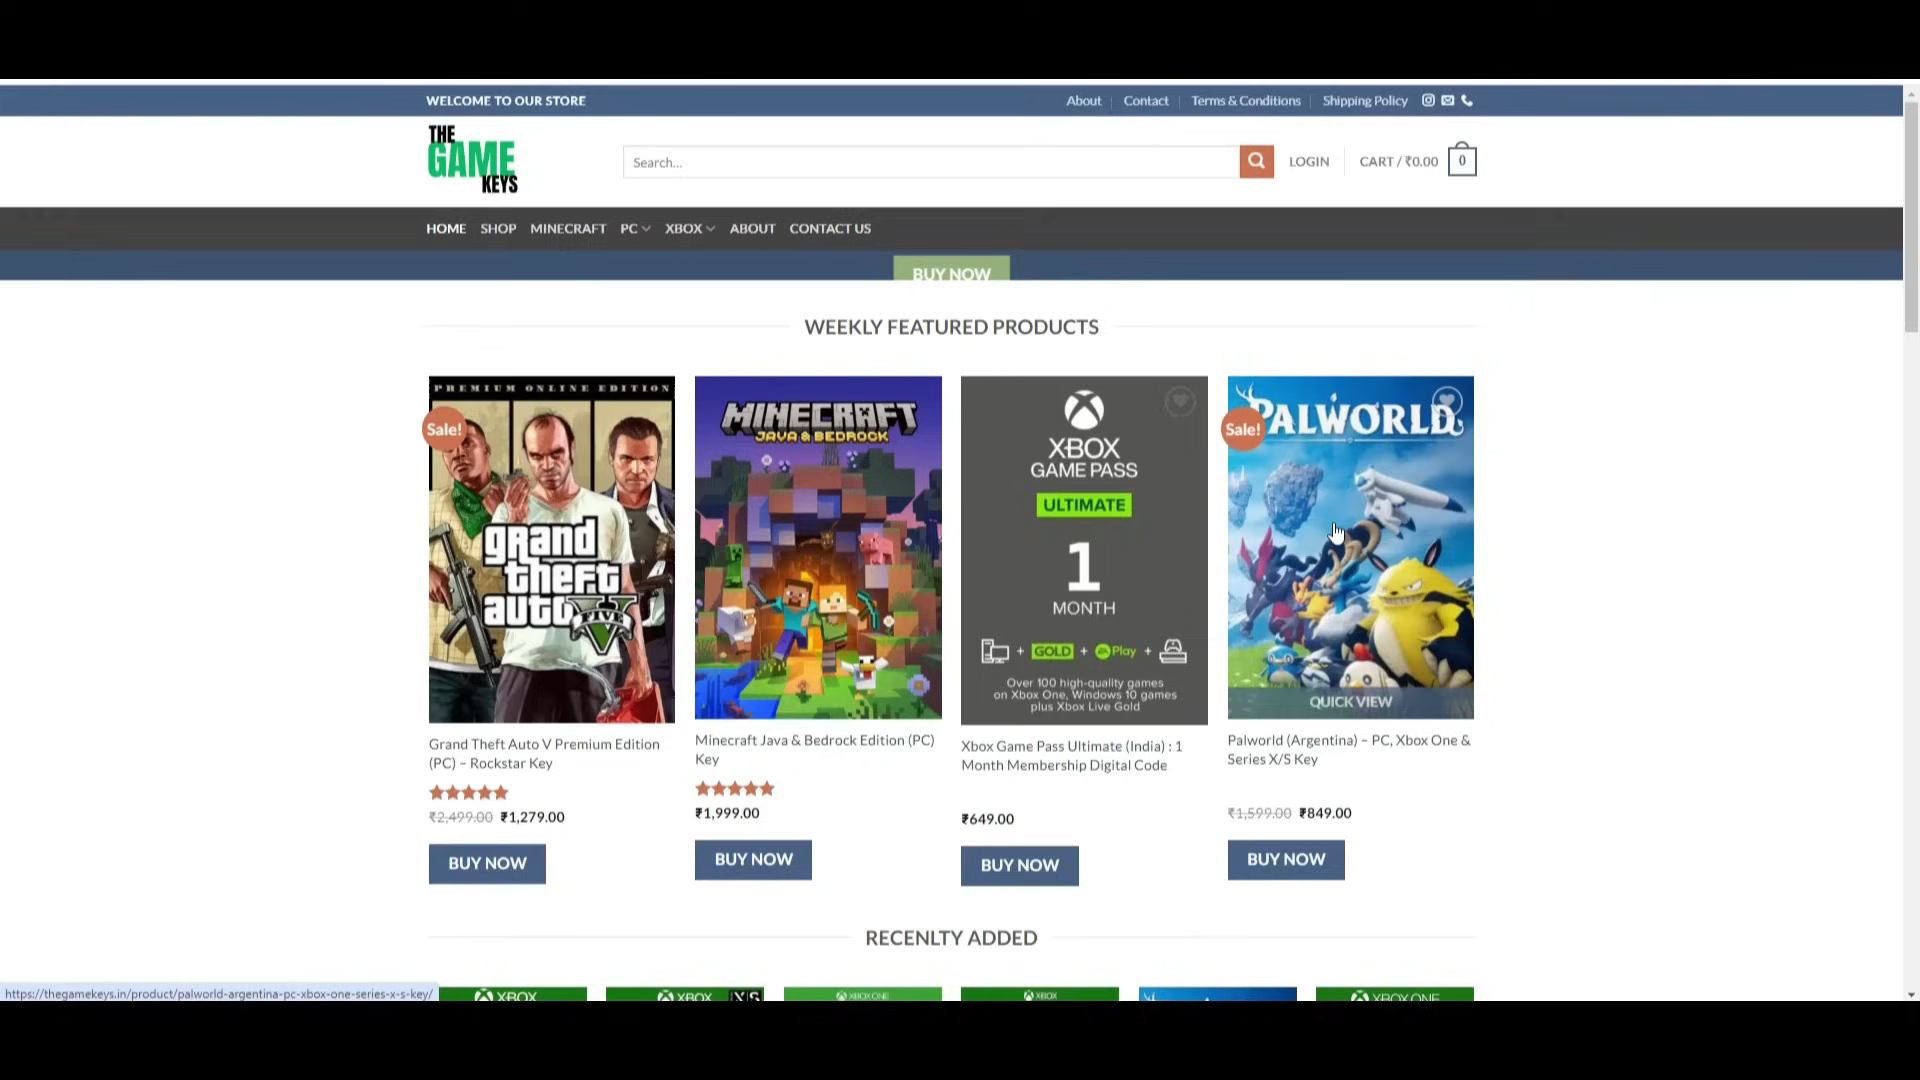 WELCOME TO OUR STORE
About
Contact
Terms & Conditions
Shipping Policy
THE
GAME
KEYS
Search...
LOGIN
CART / ₹0.00
0
HOME
SHOP
MINECRAFT
PC
XBOX
ABOUT
CONTACT US
BUY NOW
WEEKLY FEATURED PRODUCTS
PREMIUM ONLINE EDITION
Sale!
grand
theft
auto
FIVE
MINECRAFT
JAVA & BEDROCK
XBOX
GAME PASS
ULTIMATE
1
MONTH
+ GOLD + EA Play +
Over 100 high-quality games
on Xbox One, Windows 10 games
plus Xbox Live Gold
Sale!
PALWORLD
QUICK VIEW
Grand Theft Auto V Premium Edition
(PC) – Rockstar Key
₹2,499.00 ₹1,279.00
BUY NOW
Minecraft Java & Bedrock Edition (PC)
Key
₹1,999.00
BUY NOW
Xbox Game Pass Ultimate (India) : 1
Month Membership Digital Code
₹649.00
BUY NOW
Palworld (Argentina) – PC, Xbox One &
Series X/S Key
₹1,599.00 ₹849.00
BUY NOW
RECENLTY ADDED
XBOX
XBOX
X|S
XBOX ONE
XBOX
XBOX ONE
https://thegamekeys.in/product/palworld-argentina-pc-xbox-one-series-x-s-key/